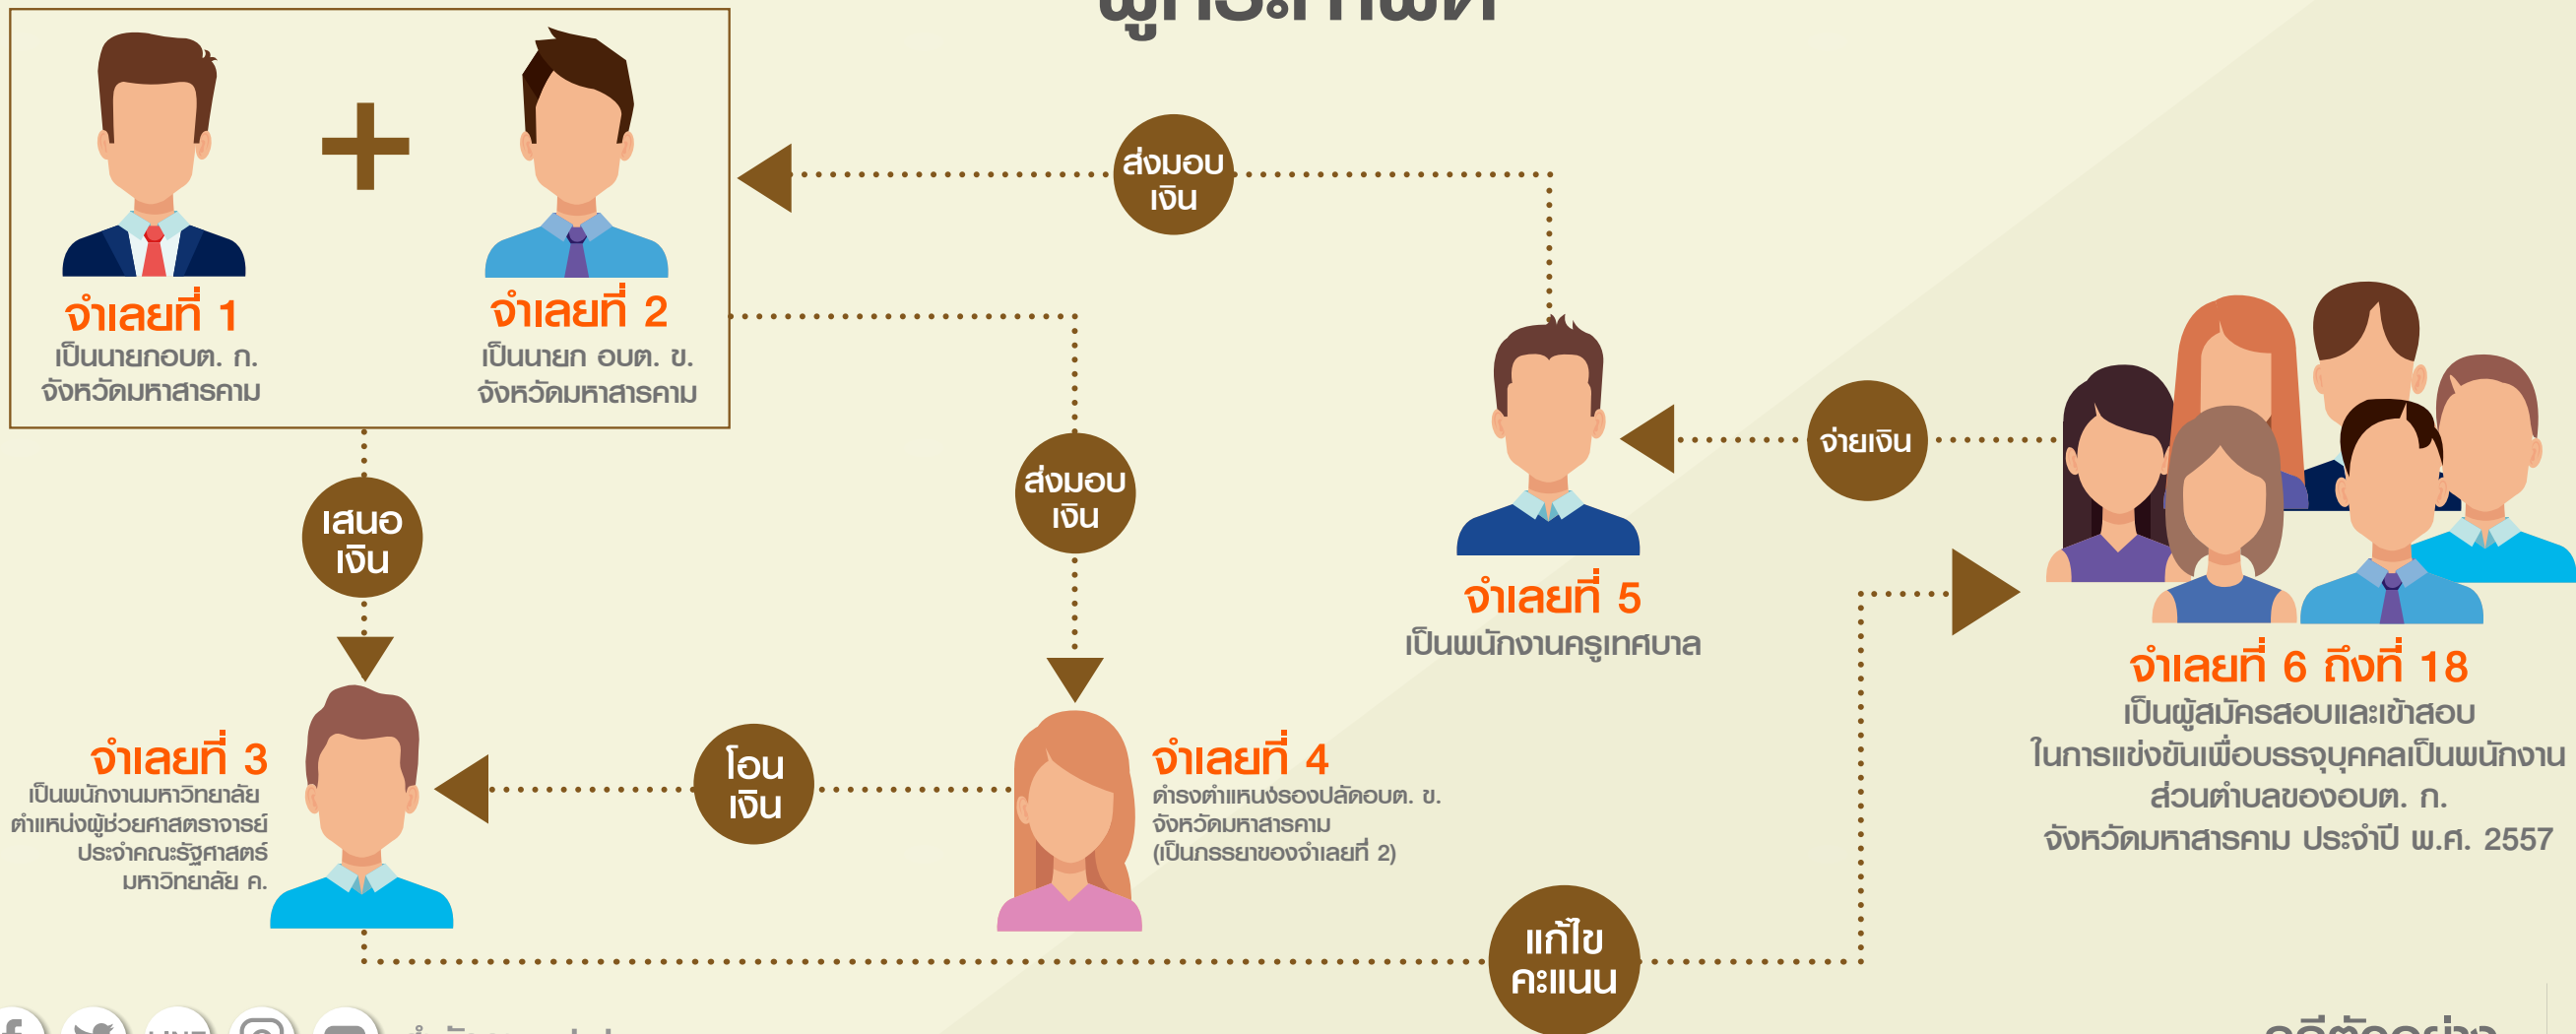 จำเลยที่ 1
เป็นนายกอบต. ก.
จังหวัดมหาสารคาม
จำเลยที่ 2
เป็นนายก อบต. ข.
จังหวัดมหาสารคาม
ส่งมอบ
เงิน
เสนอ
เงิน
ส่งมอบ
เงิน
จ่ายเงิน
จำเลยที่ 5
เป็นพนักงานครูเทศบาล
จำเลยที่ 6 ถึงที่ 18
เป็นผู้สมัครสอบและเข้าสอบ
ในการแข่งขันเพื่อบรรจุบุคคลเป็นพนักงาน
ส่วนตำบลของอบต. ก.
จังหวัดมหาสารคาม ประจำปี พ.ศ. 2557
จำเลยที่ 3
เป็นพนักงานมหาวิทยาลัย
ตำแหน่งผู้ช่วยศาสตราจารย์
ประจำคณะรัฐศาสตร์
มหาวิทยาลัย ค.
โอน
เงิน
จำเลยที่ 4
ดำรงตำแหน่งรองปลัดอบต. ข.
จังหวัดมหาสารคาม
(เป็นภรรยาของจำเลยที่ 2)
แก้ไข
คะแนน